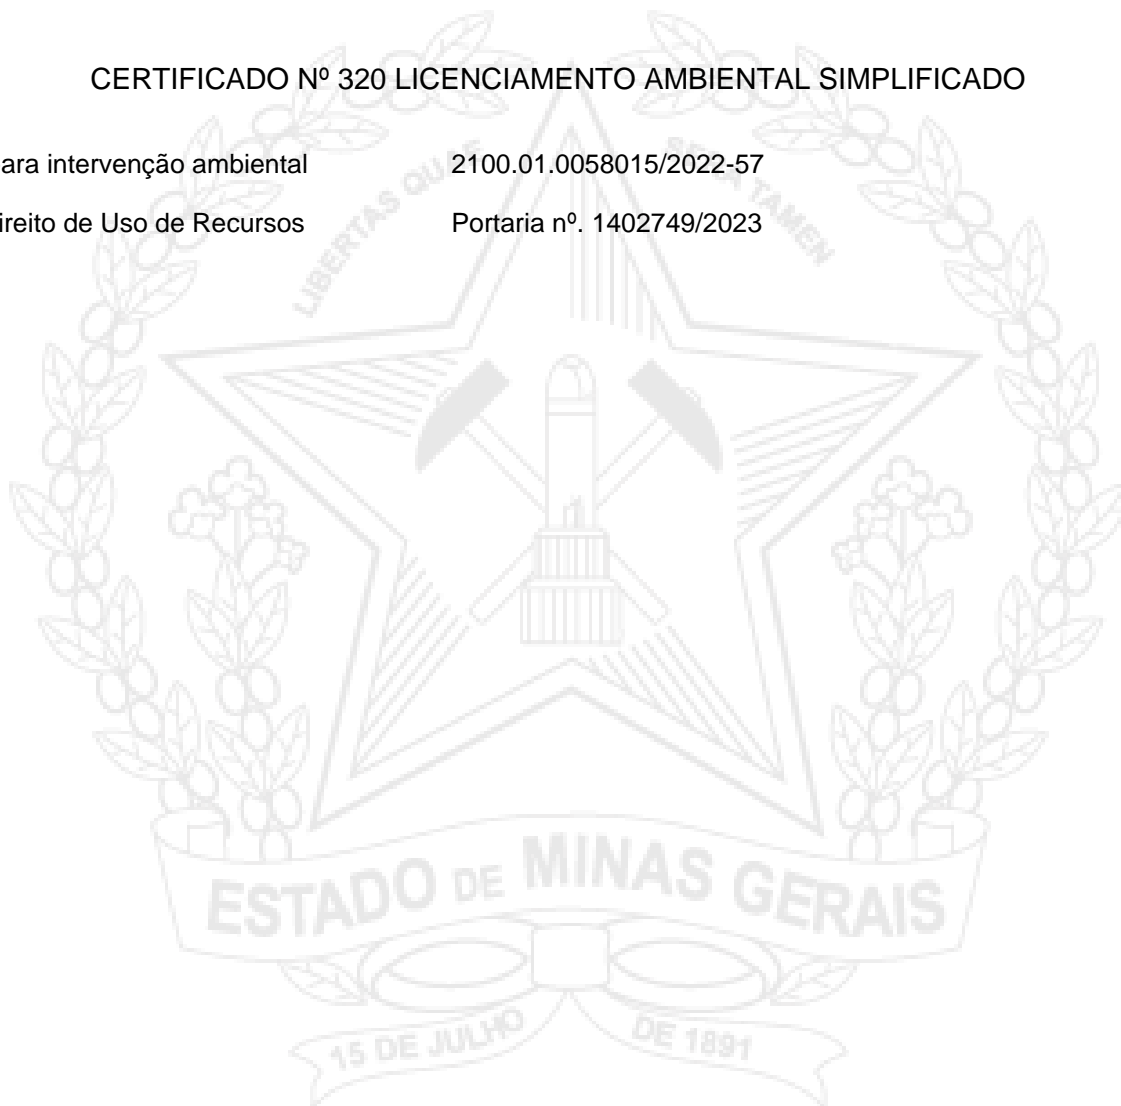 CERTIFICADO Nº 320 LICENCIAMENTO AMBIENTAL SIMPLIFICADO
ara intervenção ambiental 2100.01.0058015/2022-57
ireito de Uso de Recursos Portaria nº. 1402749/2023
LIBERTAS QUAE SERA TAMEN
ESTADO DE MINAS GERAIS
15 DE JULHO DE 1891